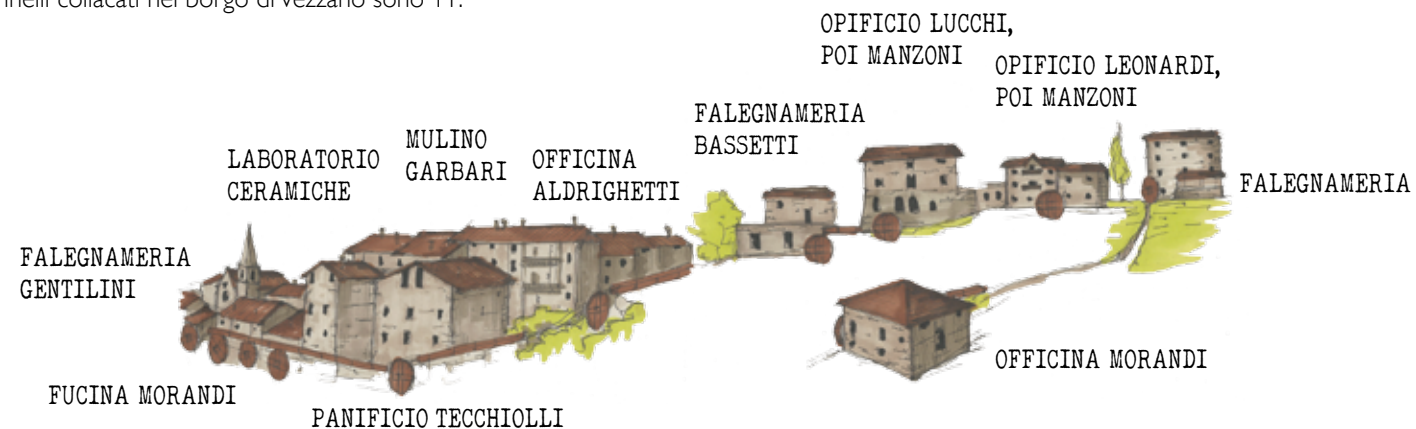 collacati nel borgo di Vezzano sono 11.
OPIFICIO LUCCHI,
POI MANZONI
OPIFICIO LEONARDI,
POI MANZONI
FALEGNAMERIA
BASSETTI
MULINO
GARBARI
LABORATORIO
CERAMICHE
OFFICINA
ALDRIGHETTI
FALEGNAMERIA
FALEGNAMERIA
GENTILINI
OFFICINA MORANDI
FUCINA MORANDI
PANIFICIO TECCHIOLLI